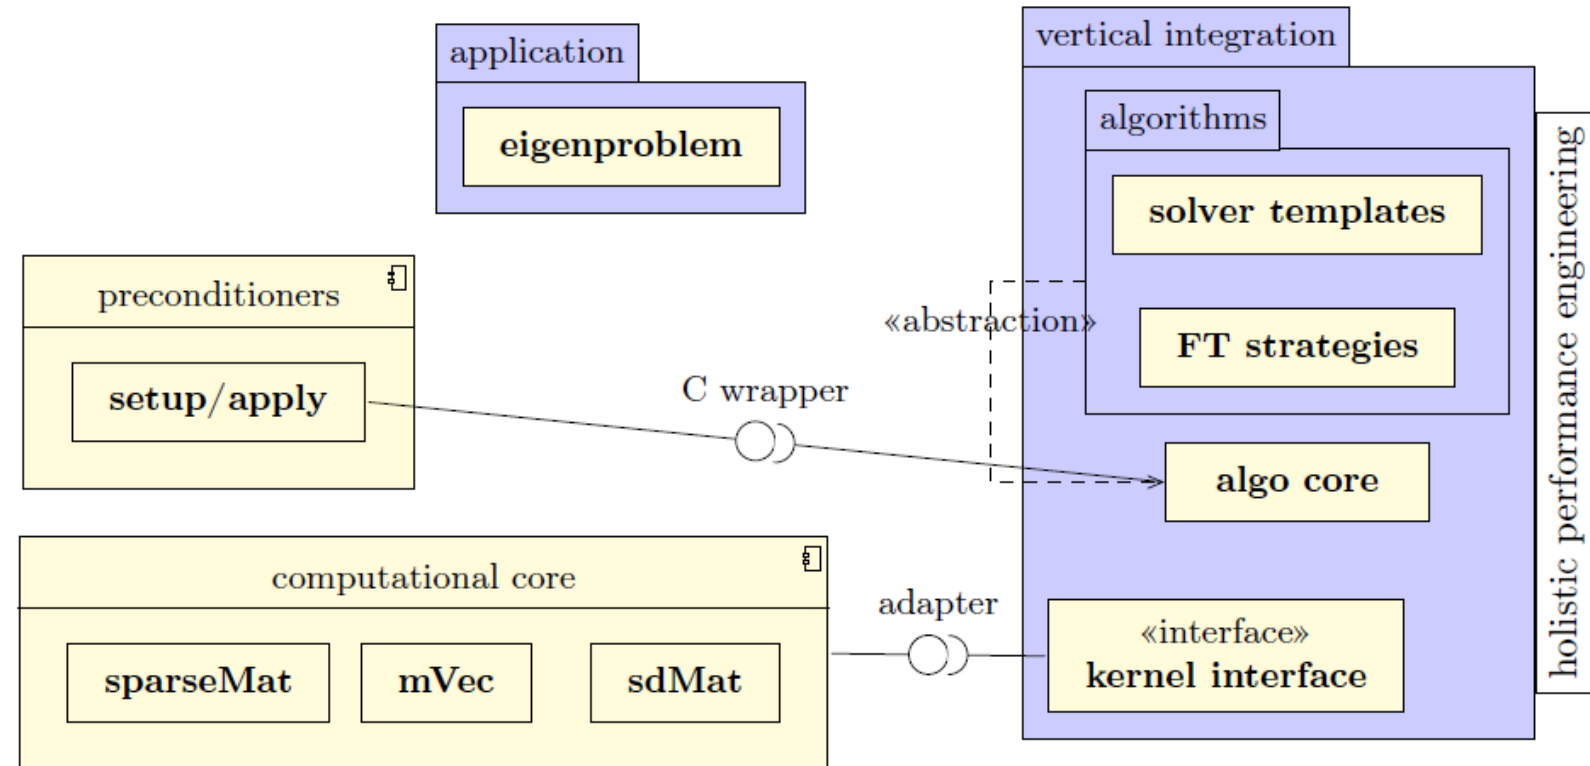 application
eigenproblem
vertical integration
algorithms
solver templates
FT strategies
«abstraction»
algo core
«interface»
kernel interface
holistic performance engineering
preconditioners
setup/apply
C wrapper
computational core
sparseMat
mVec
sdMat
adapter